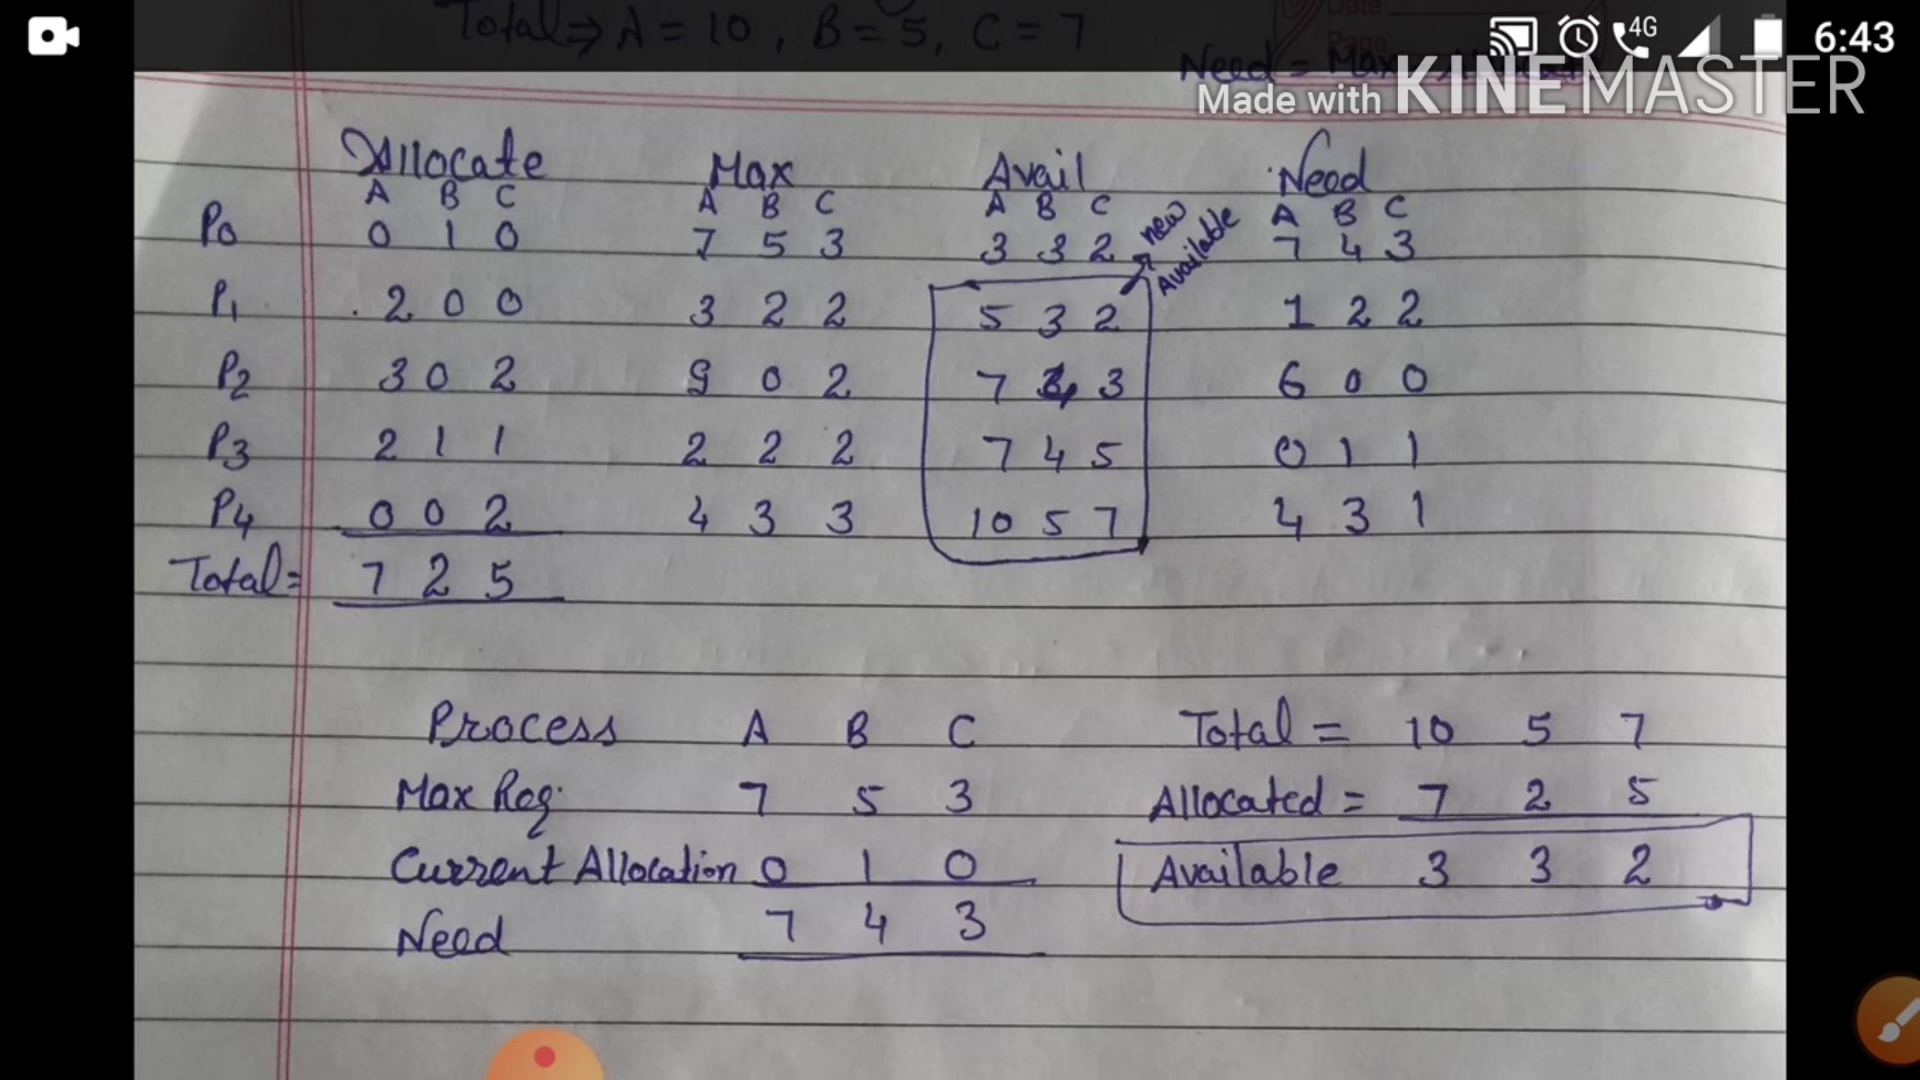 Total ⇒ A = 10 , B = 5, C = 7
Date
Page
4G 6:43
Need = Max
Made with KINEMASTER
Allocate Max Avail Need
A B C A B C A B C A B C
P0 0 1 0 7 5 3 3 3 2 7 4 3
new Available
P1 2 0 0 3 2 2 5 3 2 1 2 2
P2 3 0 2 9 0 2 7 4 3 6 0 0
P3 2 1 1 2 2 2 7 4 5 0 1 1
P4 0 0 2 4 3 3 10 5 7 4 3 1
Total = 7 2 5
Process A B C Total = 10 5 7
Max Req. 7 5 3 Allocated = 7 2 5
Current Allocation 0 1 0 Available 3 3 2
Need 7 4 3